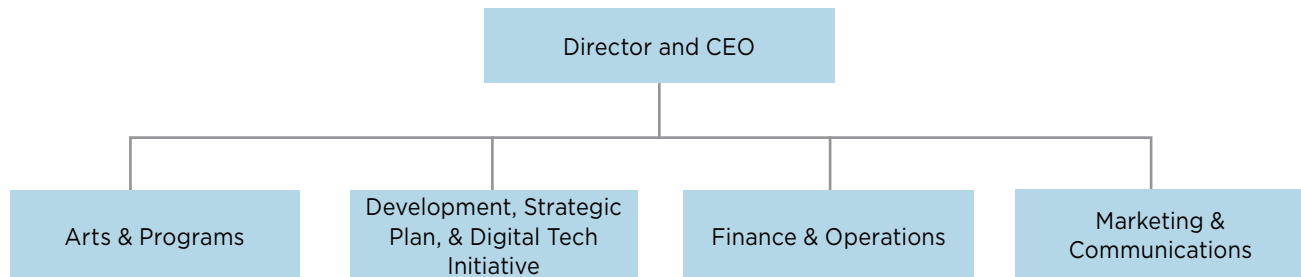 Director and CEO
Arts & Programs
Development, Strategic
Plan, & Digital Tech
Initiative
Finance & Operations
Marketing &
Communications